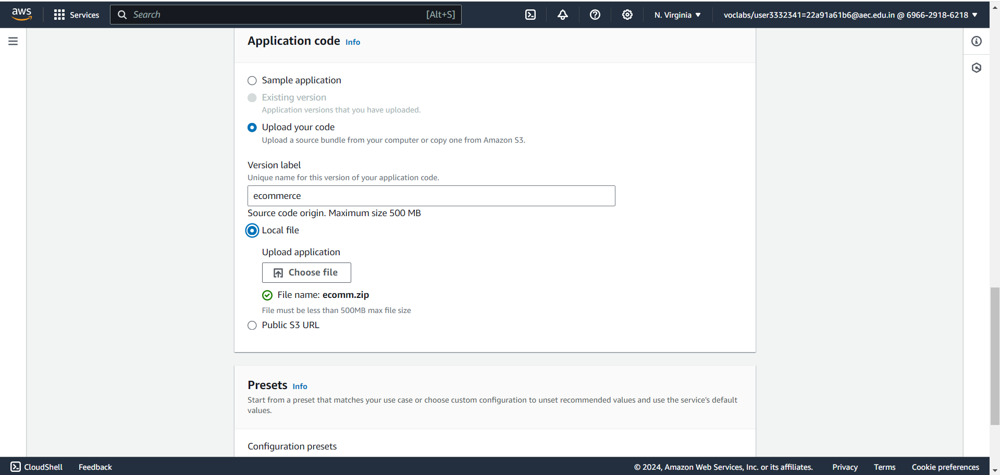 aws
Services
Search
[Alt+S]
N. Virginia
voclabs/user3332341=22a91a61b6@aec.edu.in @ 6966-2918-6218
Application code Info
Sample application
Existing version
Application versions that you have uploaded.
Upload your code
Upload a source bundle from your computer or copy one from Amazon S3.
Version label
Unique name for this version of your application code.
ecommerce
Source code origin. Maximum size 500 MB
Local file
Upload application
Choose file
File name: ecomm.zip
File must be less than 500MB max file size
Public S3 URL
Presets Info
Start from a preset that matches your use case or choose custom configuration to unset recommended values and use the service's default
values.
Configuration presets
CloudShell
Feedback
© 2024, Amazon Web Services, Inc. or its affiliates.
Privacy
Terms
Cookie preferences